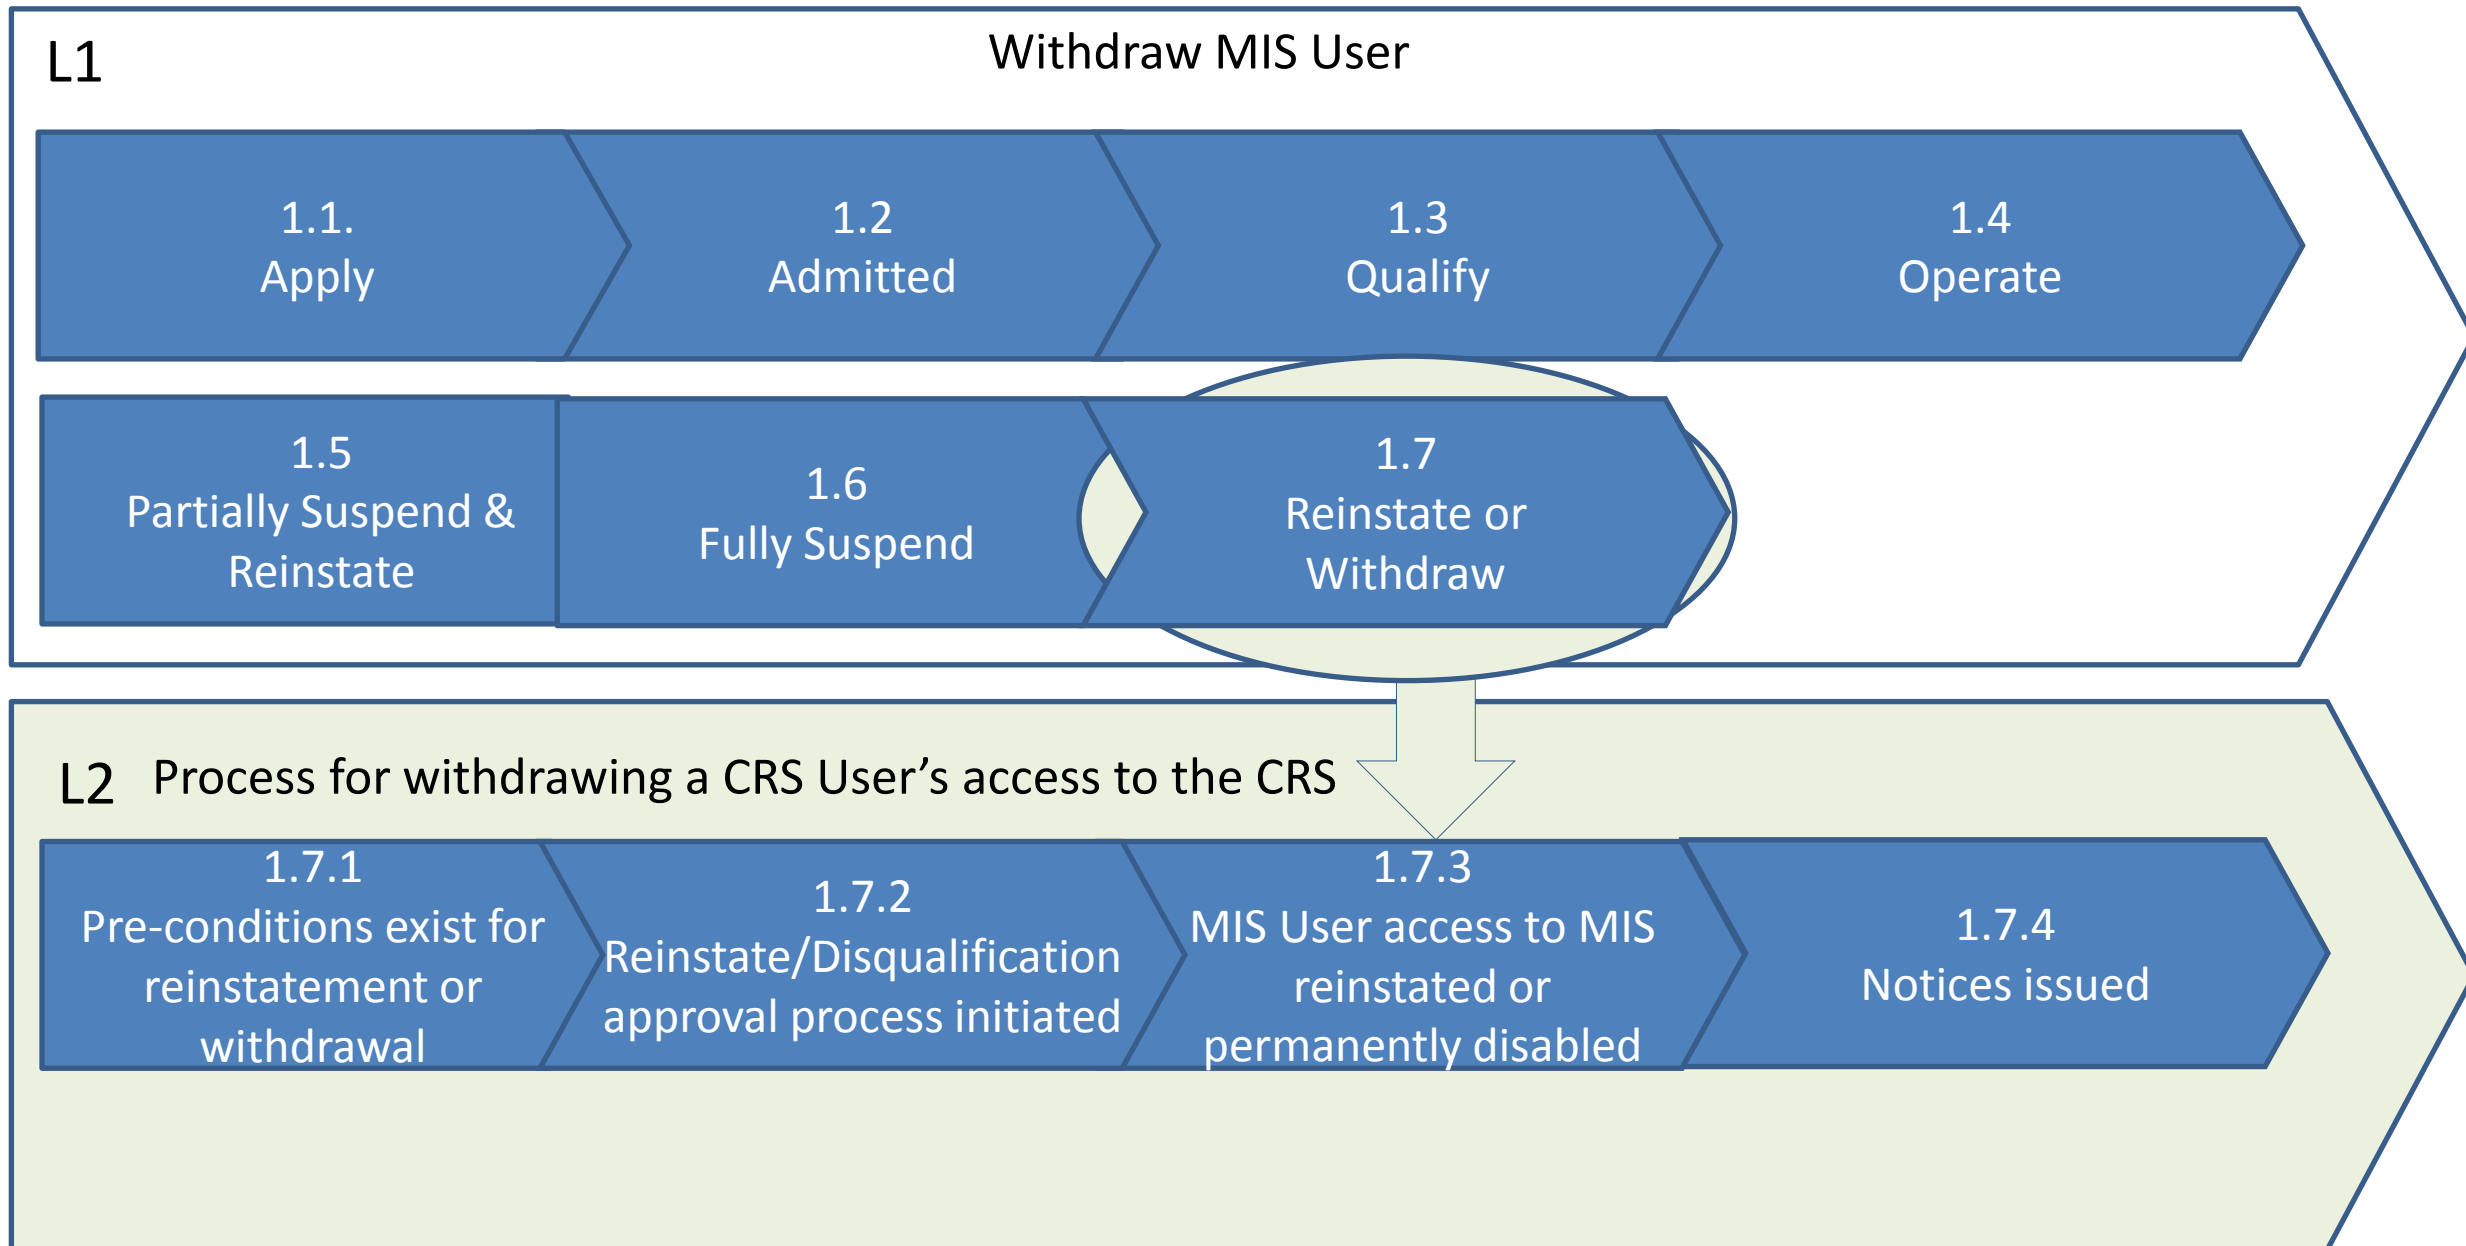 L1
Withdraw MIS User
1.1.
Apply
1.2
Admitted
1.3
Qualify
1.4
Operate
1.5
Partially Suspend &
Reinstate
1.6
Fully Suspend
1.7
Reinstate or
Withdraw
L2
Process for withdrawing a CRS User’s access to the CRS
1.7.1
Pre-conditions exist for
reinstatement or
withdrawal
1.7.2
Reinstate/Disqualification
approval process initiated
1.7.3
MIS User access to MIS
reinstated or
permanently disabled
1.7.4
Notices issued